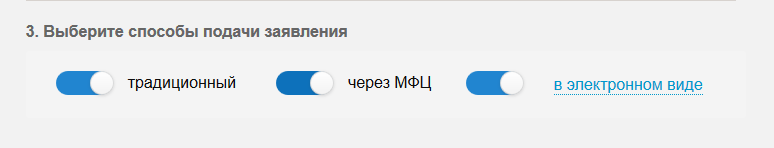 3. Выберите способы подачи заявления
традиционный через МФЦ в электронном виде